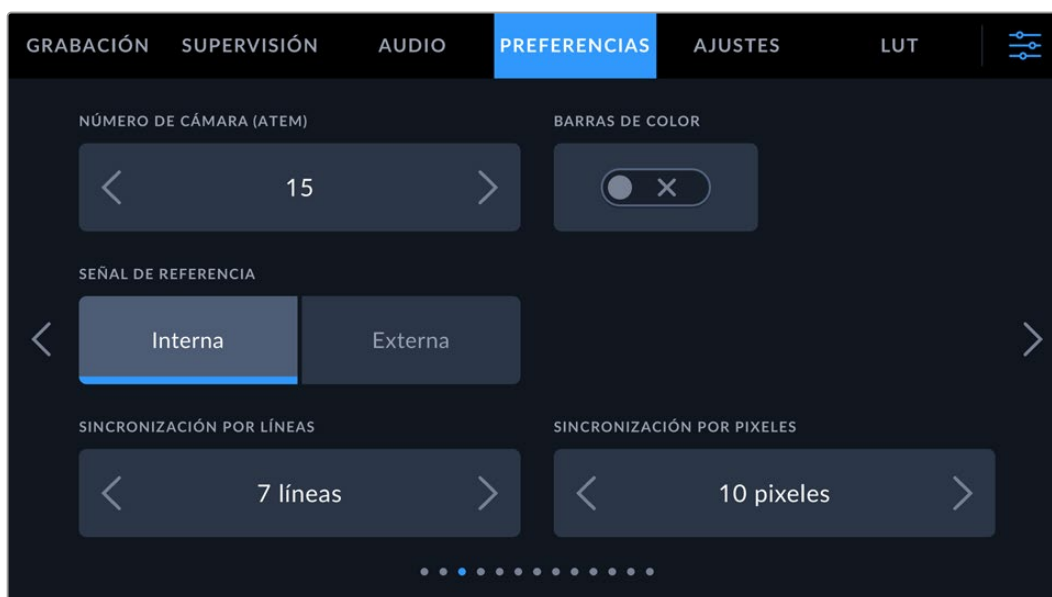 GRABACIÓN SUPERVISIÓN AUDIO PREFERENCIAS AJUSTES LUT
NÚMERO DE CÁMARA (ATEM) BARRAS DE COLOR
15
SEÑAL DE REFERENCIA
Interna Externa
SINCRONIZACIÓN POR LÍNEAS SINCRONIZACIÓN POR PIXELES
7 líneas 10 pixeles